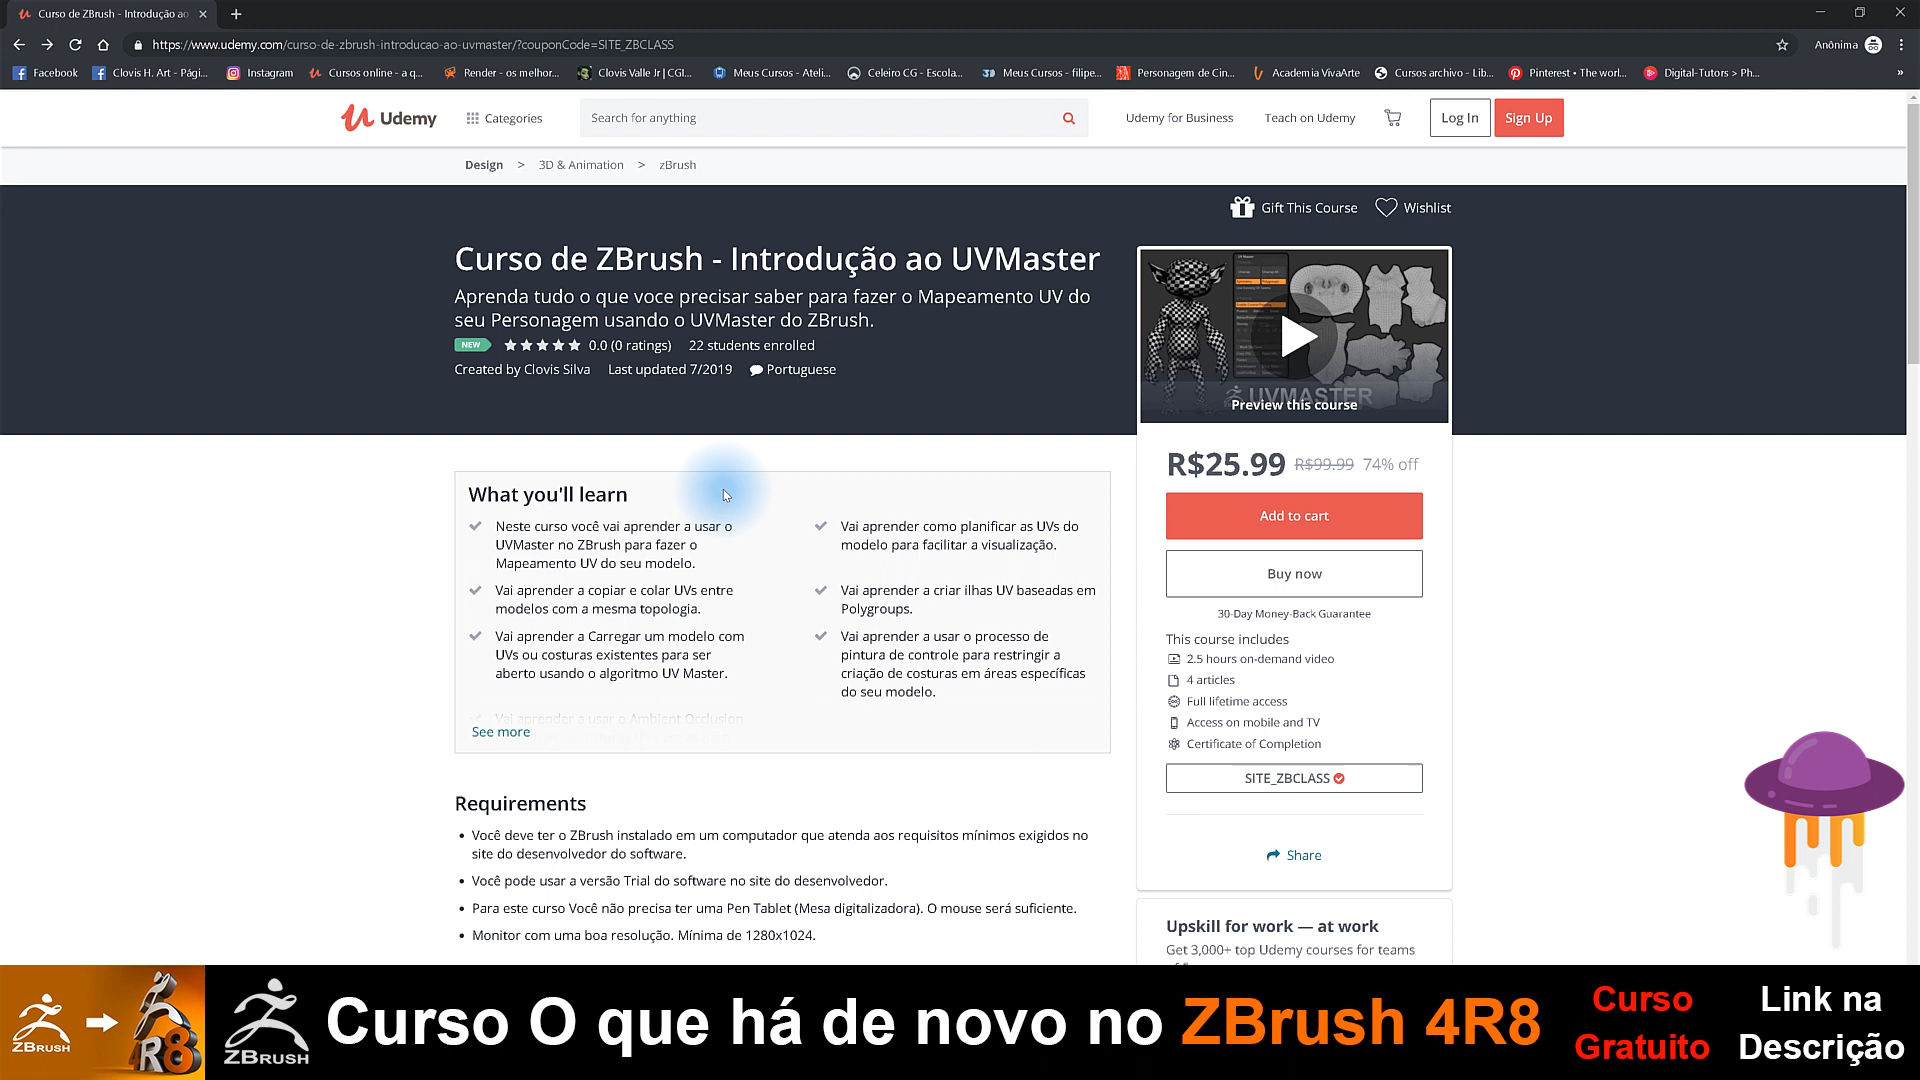 Curso de ZBrush - Introdução ao
https://www.udemy.com/curso-de-zbrush-introducao-ao-uvmaster/?couponCode=SITE_ZBCLASS
Anônima
Facebook
Clovis H. Art - Pági...
Instagram
Cursos online - a q...
Render - os melhor...
Clovis Valle Jr | CGI...
Meus Cursos - Ateli...
Celeiro CG - Escola...
Meus Cursos - filipe...
Personagem de Cin...
Academia VivaArte
Cursos archivo - Lib...
Pinterest • The worl...
Digital-Tutors > Ph...
»
Udemy
Categories
Search for anything
Udemy for Business
Teach on Udemy
Log In
Sign Up
Design > 3D & Animation > zBrush
Gift This Course
Wishlist
Curso de ZBrush - Introdução ao UVMaster
Aprenda tudo o que voce precisar saber para fazer o Mapeamento UV do
seu Personagem usando o UVMaster do ZBrush.
NEW 0.0 (0 ratings) 22 students enrolled
Created by Clovis Silva Last updated 7/2019 Portuguese
UVMASTER
Preview this course
R$25.99 R$99.99 74% off
Add to cart
Buy now
30-Day Money-Back Guarantee
This course includes
2.5 hours on-demand video
4 articles
Full lifetime access
Access on mobile and TV
Certificate of Completion
SITE_ZBCLASS
Share
Upskill for work — at work
Get 3,000+ top Udemy courses for teams
What you'll learn
Neste curso você vai aprender a usar o
UVMaster no ZBrush para fazer o
Mapeamento UV do seu modelo.
Vai aprender como planificar as UVs do
modelo para facilitar a visualização.
Vai aprender a copiar e colar UVs entre
modelos com a mesma topologia.
Vai aprender a criar ilhas UV baseadas em
Polygroups.
Vai aprender a Carregar um modelo com
UVs ou costuras existentes para ser
aberto usando o algoritmo UV Master.
Vai aprender a usar o processo de
pintura de controle para restringir a
criação de costuras em áreas específicas
do seu modelo.
Vai aprender a usar o Ambient Occlusion
See more
Requirements
Você deve ter o ZBrush instalado em um computador que atenda aos requisitos mínimos exigidos no
site do desenvolvedor do software.
Você pode usar a versão Trial do software no site do desenvolvedor.
Para este curso Você não precisa ter uma Pen Tablet (Mesa digitalizadora). O mouse será suficiente.
Monitor com uma boa resolução. Mínima de 1280x1024.
ZBRUSH
4R8
ZBRUSH
Curso O que há de novo no ZBrush 4R8
Curso
Gratuito
Link na
Descrição